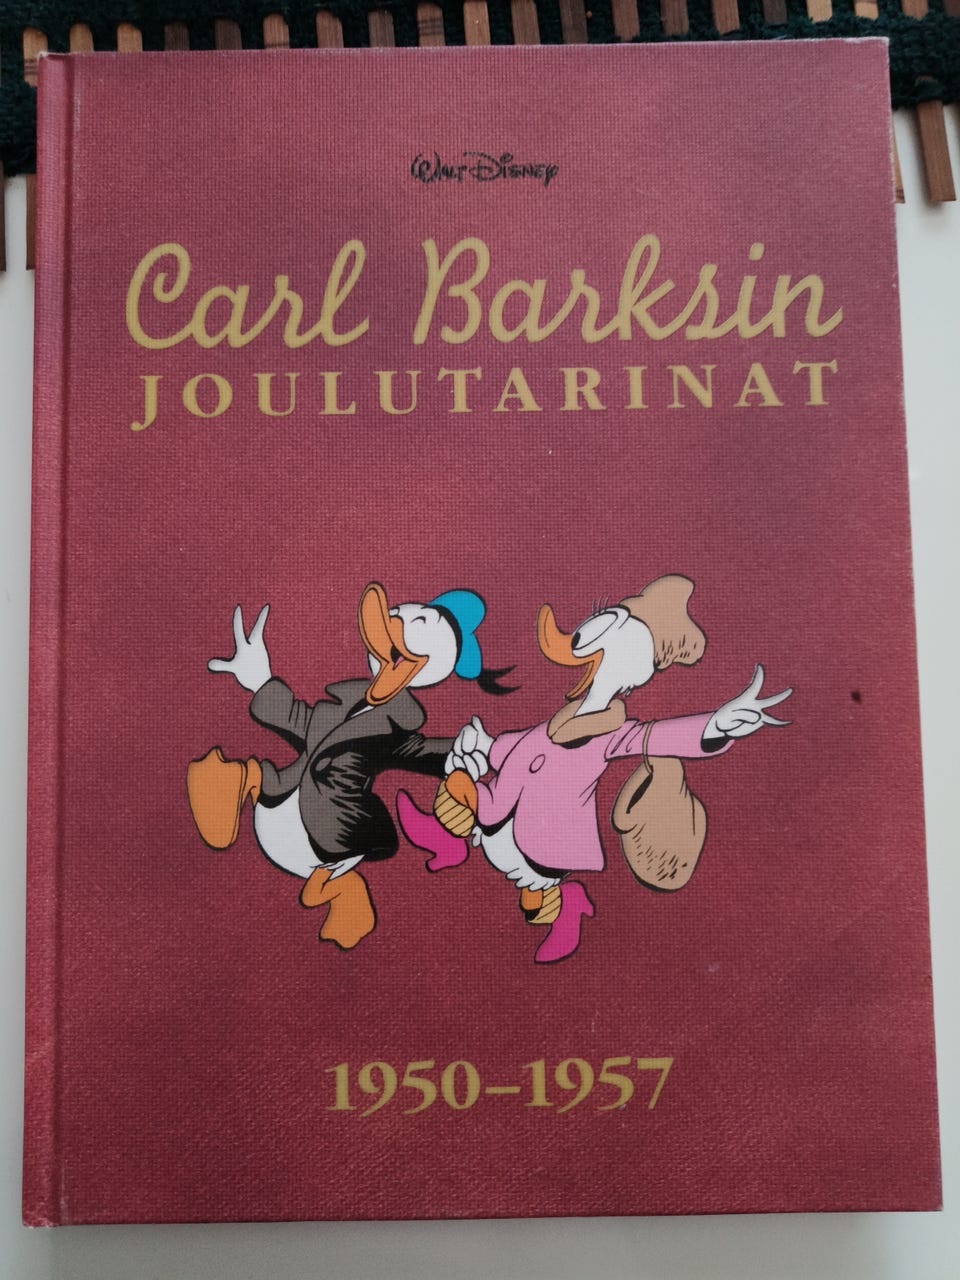 Walt Disney
Carl Barksin
JOULUTARINAT
1950–1957